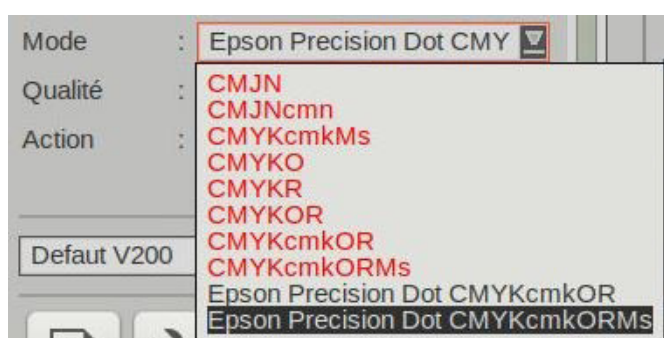 Mode : Epson Precision Dot CMY
Qualité :
Action :
Defaut V200
CMJN
CMJNcmn
CMYKcmkMs
CMYKO
CMYKR
CMYKOR
CMYKcmkOR
CMYKcmkORMs
Epson Precision Dot CMYKcmkOR
Epson Precision Dot CMYKcmkORMs